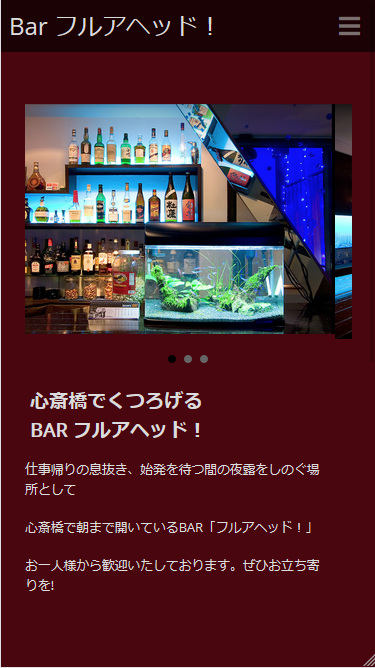 Bar フルアヘッド！
心斎橋でくつろげる
BAR フルアヘッド！
仕事帰りの息抜き、始発を待つ間の夜露をしのぐ場
所として
心斎橋で朝まで開いているBAR「フルアヘッド！」
お一人様から歓迎いたしております。ぜひお立ち寄
りを!